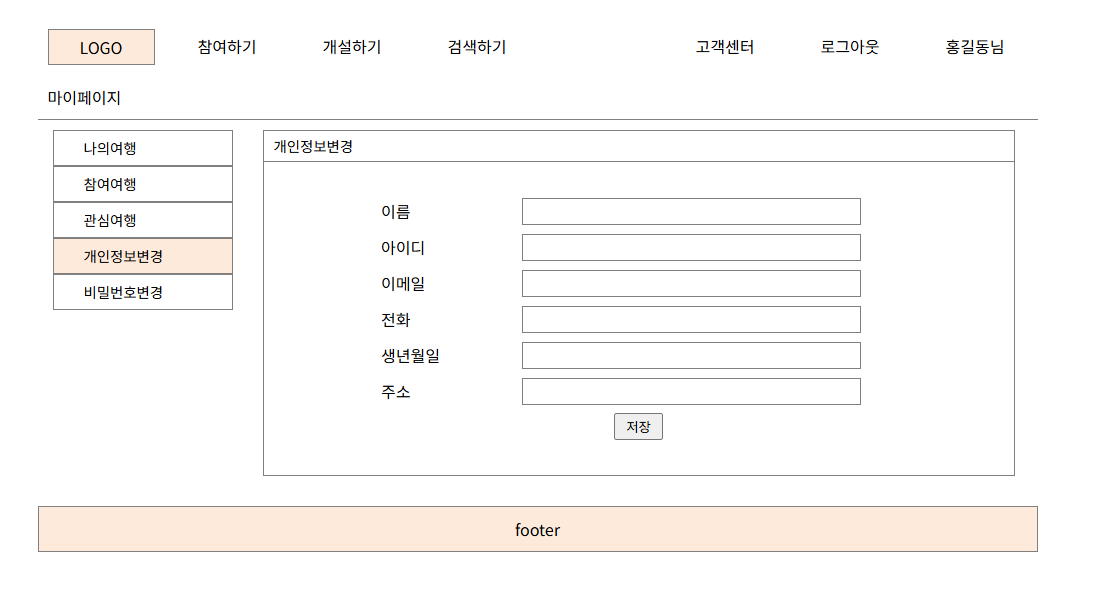 LOGO 참여하기 개설하기 검색하기 고객센터 로그아웃 홍길동님
마이페이지
나의여행
참여여행
관심여행
개인정보변경
비밀번호변경
개인정보변경
이름
아이디
이메일
전화
생년월일
주소
저장
footer